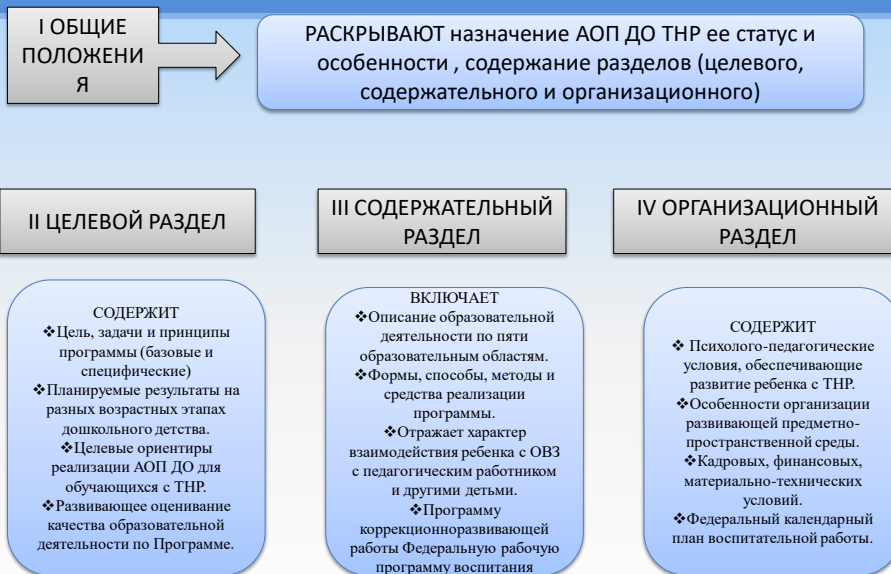 I ОБЩИЕ
ПОЛОЖЕНИ
Я
РАСКРЫВАЮТ назначение АОП ДО ТНР ее статус и
особенности , содержание разделов (целевого,
содержательного и организационного)
II ЦЕЛЕВОЙ РАЗДЕЛ
III СОДЕРЖАТЕЛЬНЫЙ
РАЗДЕЛ
IV ОРГАНИЗАЦИОННЫЙ
РАЗДЕЛ
СОДЕРЖИТ
❖Цель, задачи и принципы
программы (базовые и
специфические)
❖Планируемые результаты на
разных возрастных этапах
дошкольного детства.
❖Целевые ориентиры
реализации АОП ДО для
обучающихся с ТНР.
❖Развивающее оценивание
качества образовательной
деятельности по Программе.
ВКЛЮЧАЕТ
❖Описание образовательной
деятельности по пяти
образовательным областям.
❖Формы, способы, методы и
средства реализации
программы.
❖Отражает характер
взаимодействия ребенка с ОВЗ
с педагогическим работником
и другими детьми.
❖Программу
коррекционноразвивающей
работы Федеральную рабочую
программу воспитания
СОДЕРЖИТ
❖ Психолого-педагогические
условия, обеспечивающие
развитие ребенка с ТНР.
❖Особенности организации
развивающей предметно-
пространственной среды.
❖Кадровых, финансовых,
материально-технических
условий.
❖Федеральный календарный
план воспитательной работы.